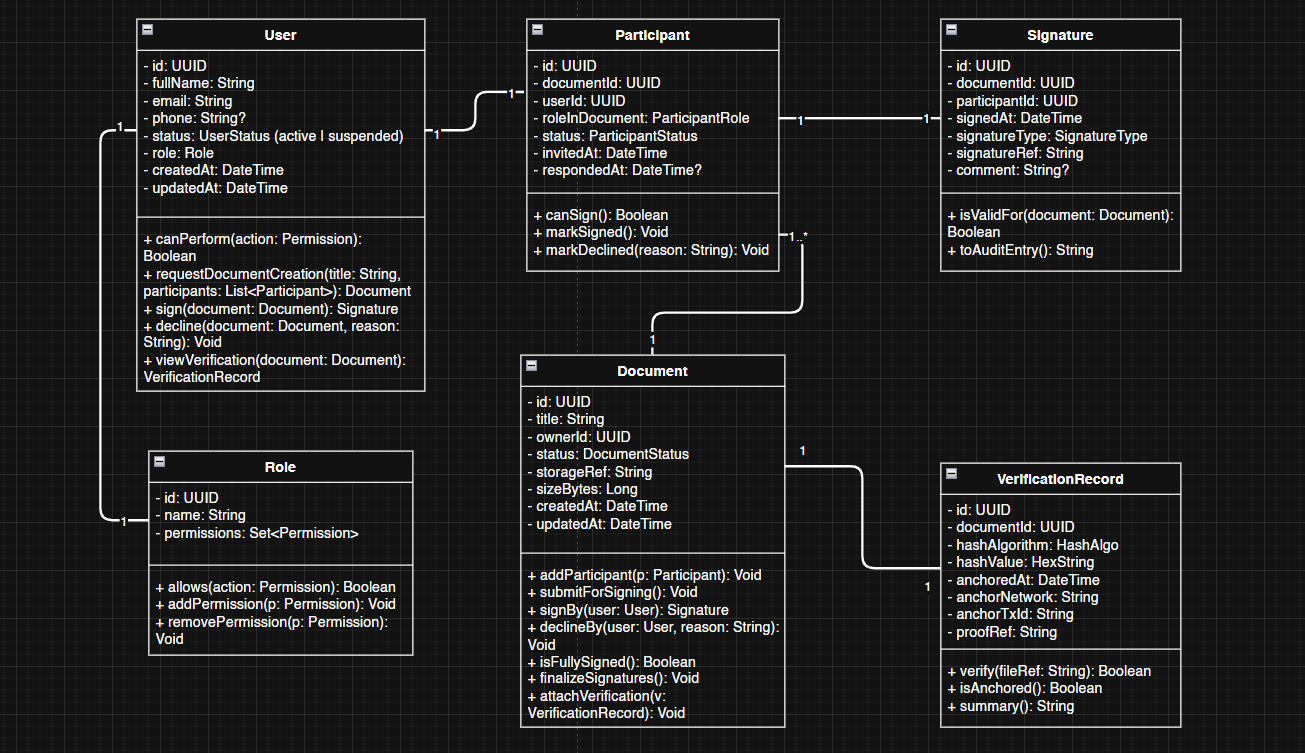 User
- id: UUID
- fullName: String
- email: String
- phone: String?
- status: UserStatus (active | suspended)
- role: Role
- createdAt: DateTime
- updatedAt: DateTime
+ canPerform(action: Permission):
Boolean
+ requestDocumentCreation(title: String,
participants: List<Participant>): Document
+ sign(document: Document): Signature
+ decline(document: Document, reason:
String): Void
+ viewVerification(document: Document):
VerificationRecord
1
1
1
Participant
- id: UUID
- documentId: UUID
- userId: UUID
- roleInDocument: ParticipantRole
- status: ParticipantStatus
- invitedAt: DateTime
- respondedAt: DateTime?
+ canSign(): Boolean
+ markSigned(): Void
+ markDeclined(reason: String): Void
1
1
1..*
1
Signature
- id: UUID
- documentId: UUID
- participantId: UUID
- signedAt: DateTime
- signatureType: SignatureType
- signatureRef: String
- comment: String?
+ isValidFor(document: Document):
Boolean
+ toAuditEntry(): String
1
Role
- id: UUID
- name: String
- permissions: Set<Permission>
+ allows(action: Permission): Boolean
+ addPermission(p: Permission): Void
+ removePermission(p: Permission):
Void
Document
- id: UUID
- title: String
- ownerId: UUID
- status: DocumentStatus
- storageRef: String
- sizeBytes: Long
- createdAt: DateTime
- updatedAt: DateTime
+ addParticipant(p: Participant): Void
+ submitForSigning(): Void
+ signBy(user: User): Signature
+ declineBy(user: User, reason: String):
Void
+ isFullySigned(): Boolean
+ finalizeSignatures(): Void
+ attachVerification(v:
VerificationRecord): Void
1
1
VerificationRecord
- id: UUID
- documentId: UUID
- hashAlgorithm: HashAlgo
- hashValue: HexString
- anchoredAt: DateTime
- anchorNetwork: String
- anchorTxId: String
- proofRef: String
+ verify(fileRef: String): Boolean
+ isAnchored(): Boolean
+ summary(): String